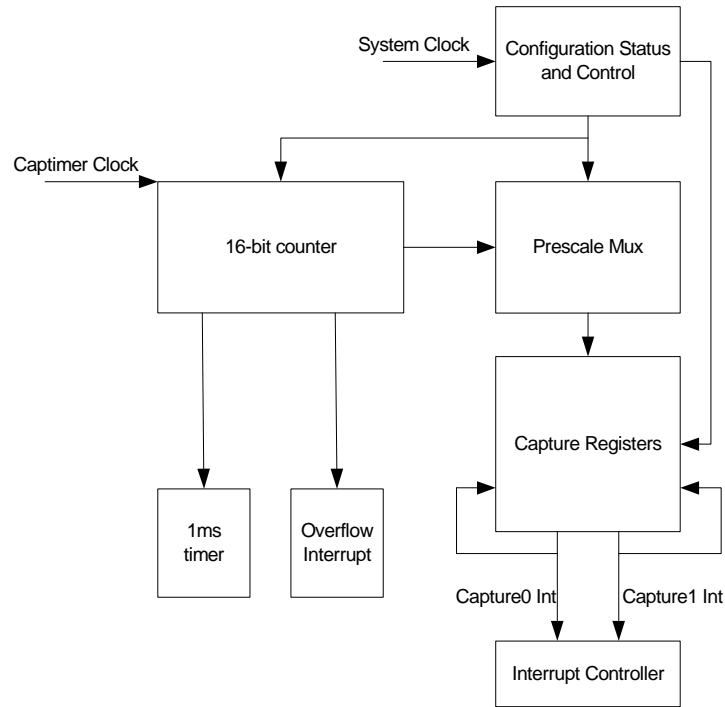 System Clock
Configuration Status
and Control
Captimer Clock
16-bit counter
Prescale Mux
Capture Registers
1ms
timer
Overflow
Interrupt
Capture0 Int
Capture1 Int
Interrupt Controller